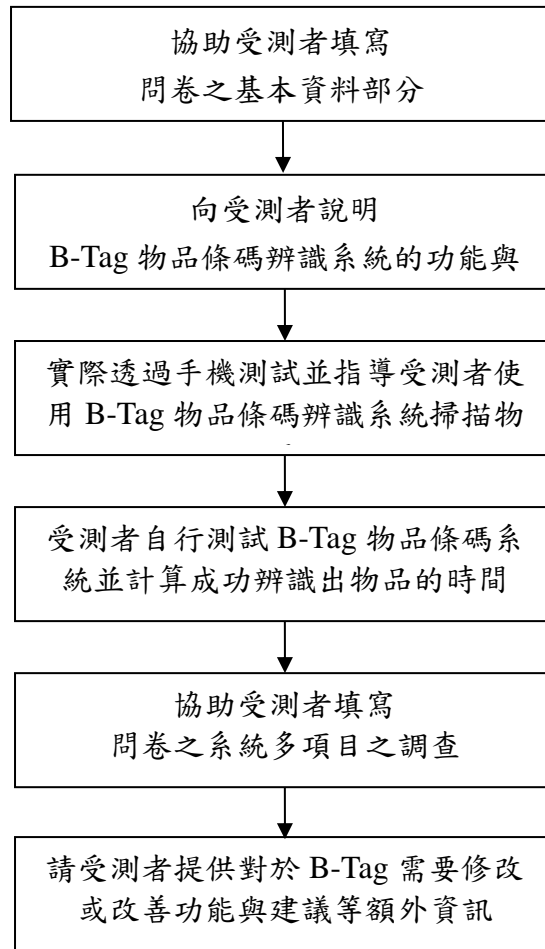 協助受測者填寫
問卷之基本資料部分
向受測者說明
B-Tag 物品條碼辨識系統的功能與
實際透過手機測試並指導受測者使
用 B-Tag 物品條碼辨識系統掃描物
受測者自行測試 B-Tag 物品條碼系
統並計算成功辨識出物品的時間
協助受測者填寫
問卷之系統多項目之調查
請受測者提供對於 B-Tag 需要修改
或改善功能與建議等額外資訊